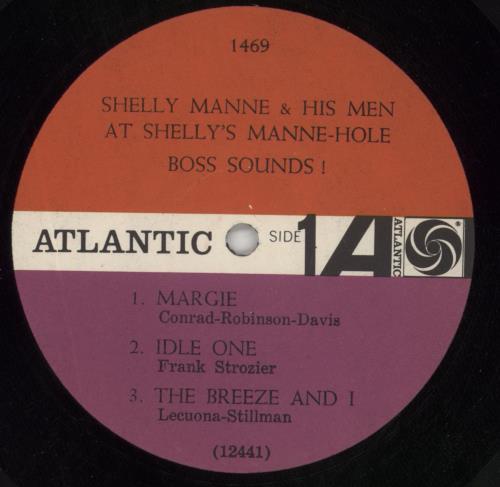 1469
SHELLY MANNE & HIS MEN
AT SHELLY'S MANNE-HOLE
BOSS SOUNDS!
ATLANTIC SIDE 1 A ATLANTIC
1. MARGIE
Conrad-Robinson-Davis
2. IDLE ONE
Frank Strozier
3. THE BREEZE AND I
Lecuona-Stillman
(12441)